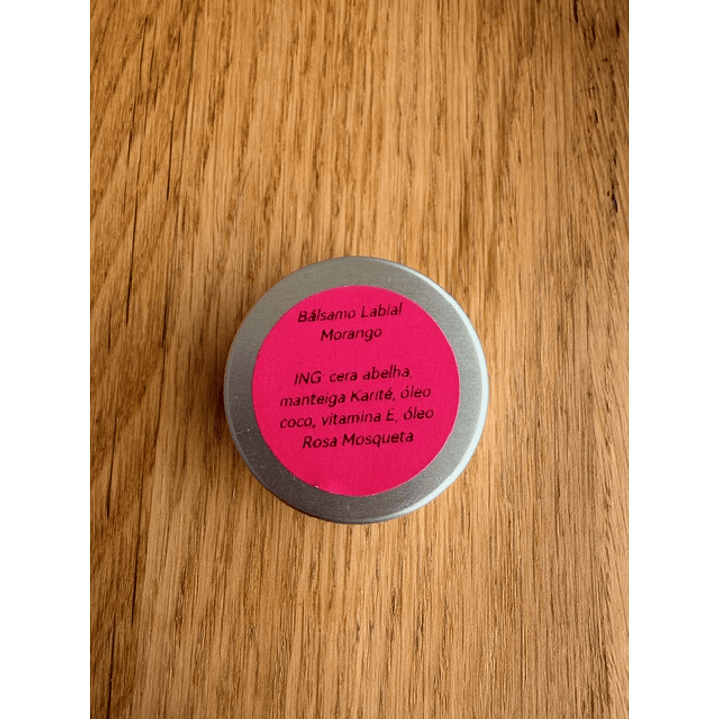 Bálsamo Labial
Morango
ING: cera abelha,
manteiga Karité, óleo
coco, vitamina E, óleo
Rosa Mosqueta